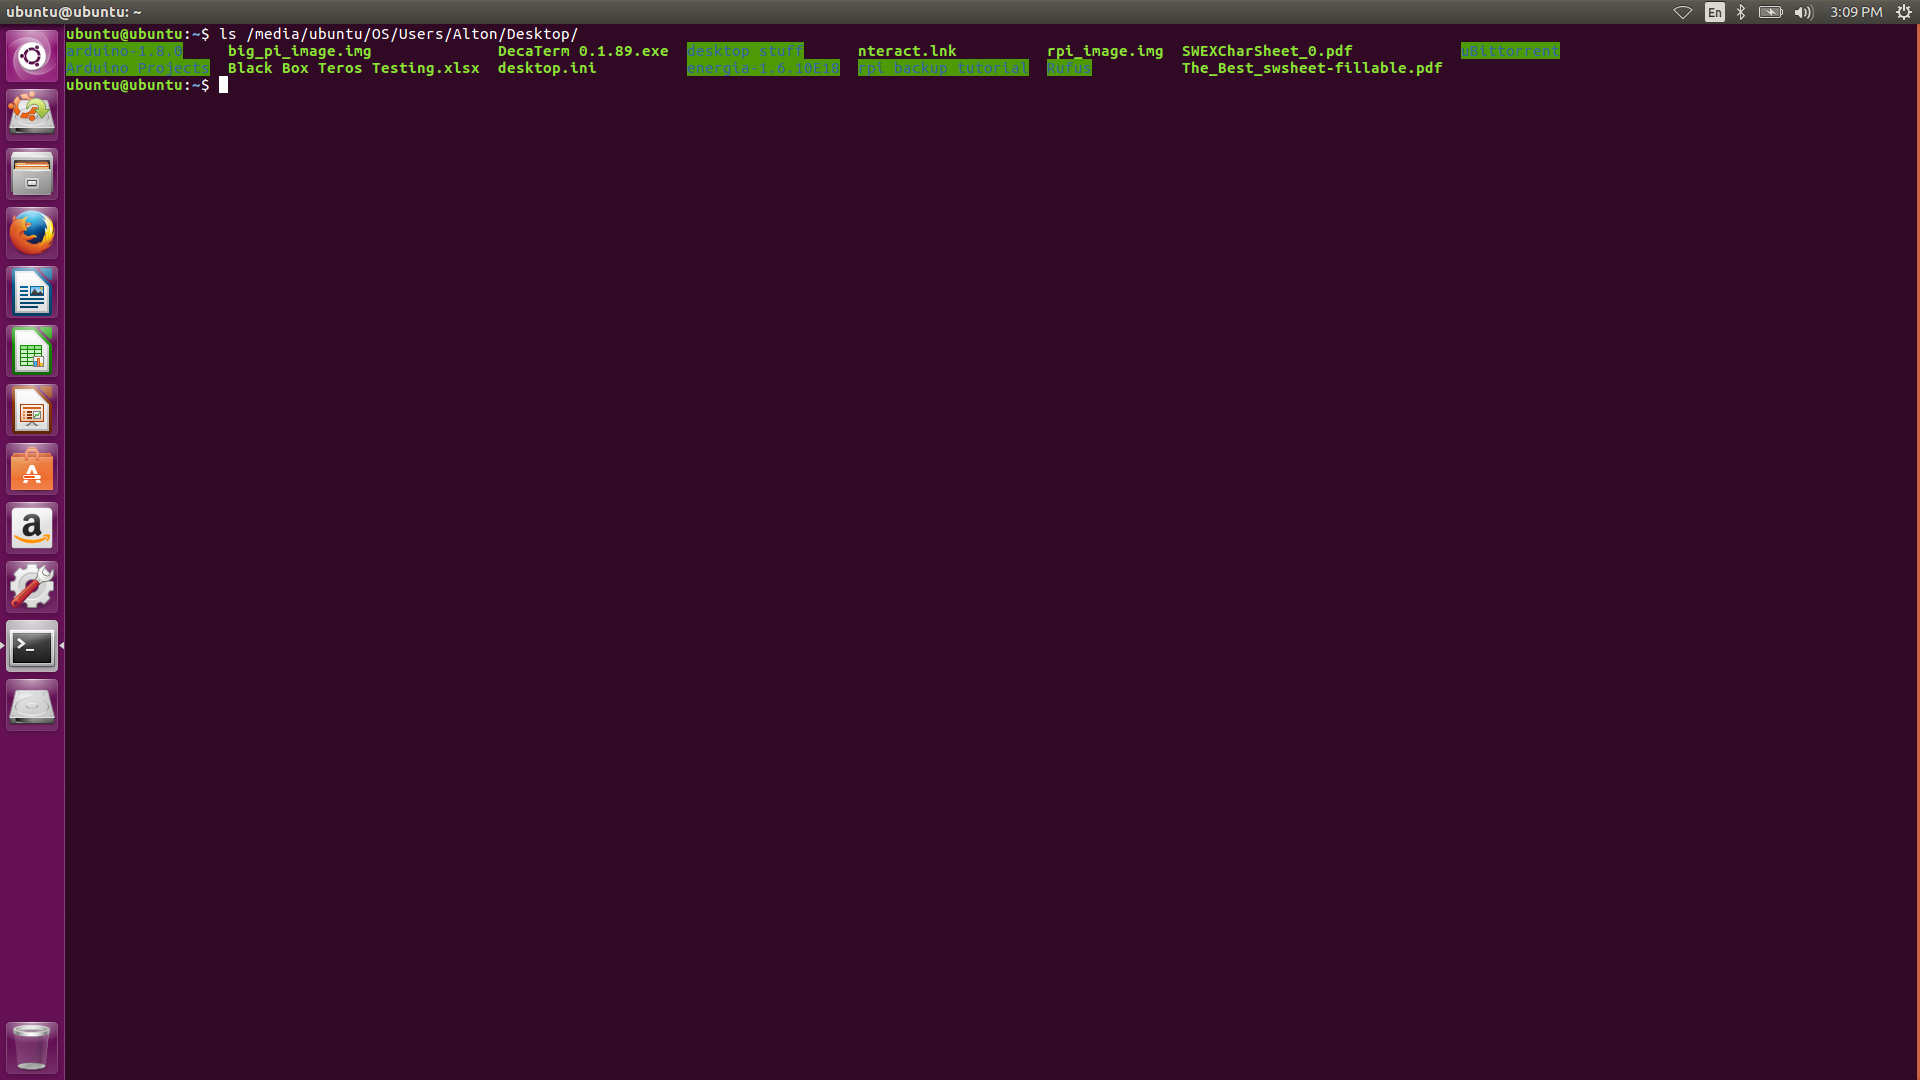 ubuntu@ubuntu: ~ En 3:09 PM
ubuntu@ubuntu:~$ ls /media/ubuntu/OS/Users/Alton/Desktop/
arduino-1.8.0 big_pi_image.img DecaTerm 0.1.89.exe desktop stuff nteract.lnk rpi_image.img SWEXCharSheet_0.pdf uBittorrent
Arduino Projects Black Box Teros Testing.xlsx desktop.ini energia-1.6.10E18 rpi backup tutorial Rufus The_Best_swsheet-fillable.pdf
ubuntu@ubuntu:~$